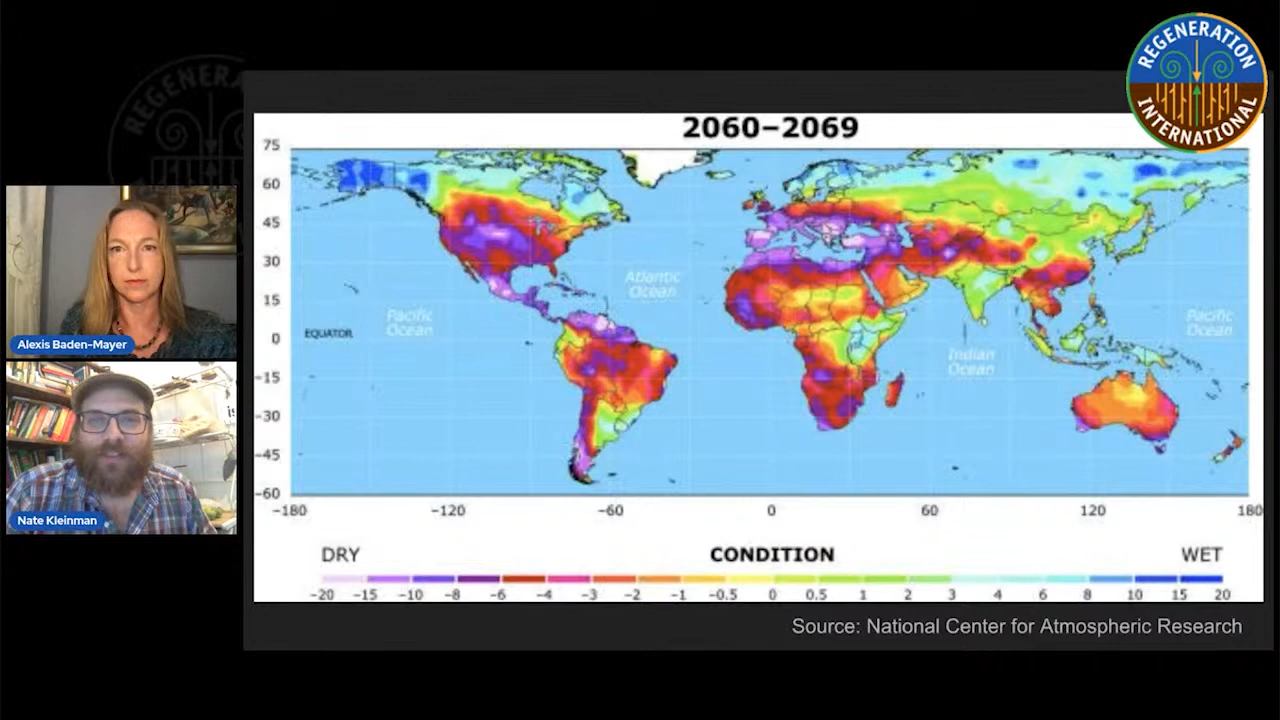 REGENERATION
INTERNATIONAL
REGENERA
2060–2069
75
60
45
30
15
0
−15
−30
−45
−60
−180
−120
−60
0
60
120
180
Atlantic
Ocean
Pacific
Ocean
EQUATOR
Indian
Ocean
Pacific
Ocean
DRY
CONDITION
WET
−20 −15 −10 −8 −6 −4 −3 −2 −1 −0.5 0 0.5 1 2 3 4 6 8 10 15 20
Source: National Center for Atmospheric Research
Alexis Baden-Mayer
Nate Kleinman